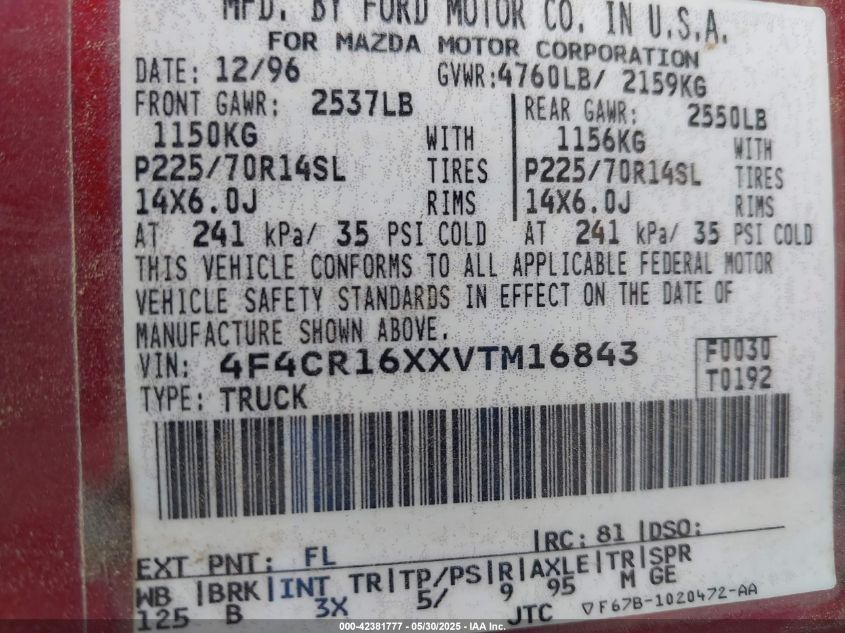 MFD. BY FORD MOTOR CO. IN U.S.A.
FOR MAZDA MOTOR CORPORATION
DATE: 12/96 GVWR:4760LB/ 2159KG
FRONT GAWR: 2537LB REAR GAWR: 2550LB
1150KG WITH 1156KG WITH
P225/70R14SL TIRES P225/70R14SL TIRES
14X6.0J RIMS 14X6.0J RIMS
AT 241 kPa/ 35 PSI COLD AT 241 kPa/ 35 PSI COLD
THIS VEHICLE CONFORMS TO ALL APPLICABLE FEDERAL MOTOR
VEHICLE SAFETY STANDARDS IN EFFECT ON THE DATE OF
MANUFACTURE SHOWN ABOVE.
VIN: 4F4CR16XXVTM16843 F0030
TYPE: TRUCK T0192
EXT PNT: FL RC: 81 DSO:
WB BRK INT TR TP/PS R AXLE TR SPR
125 B 3X 5/ 9 95 M GE
JTC ▽F67B-1020472-AA
000-42381777 - 05/30/2025 - IAA Inc.